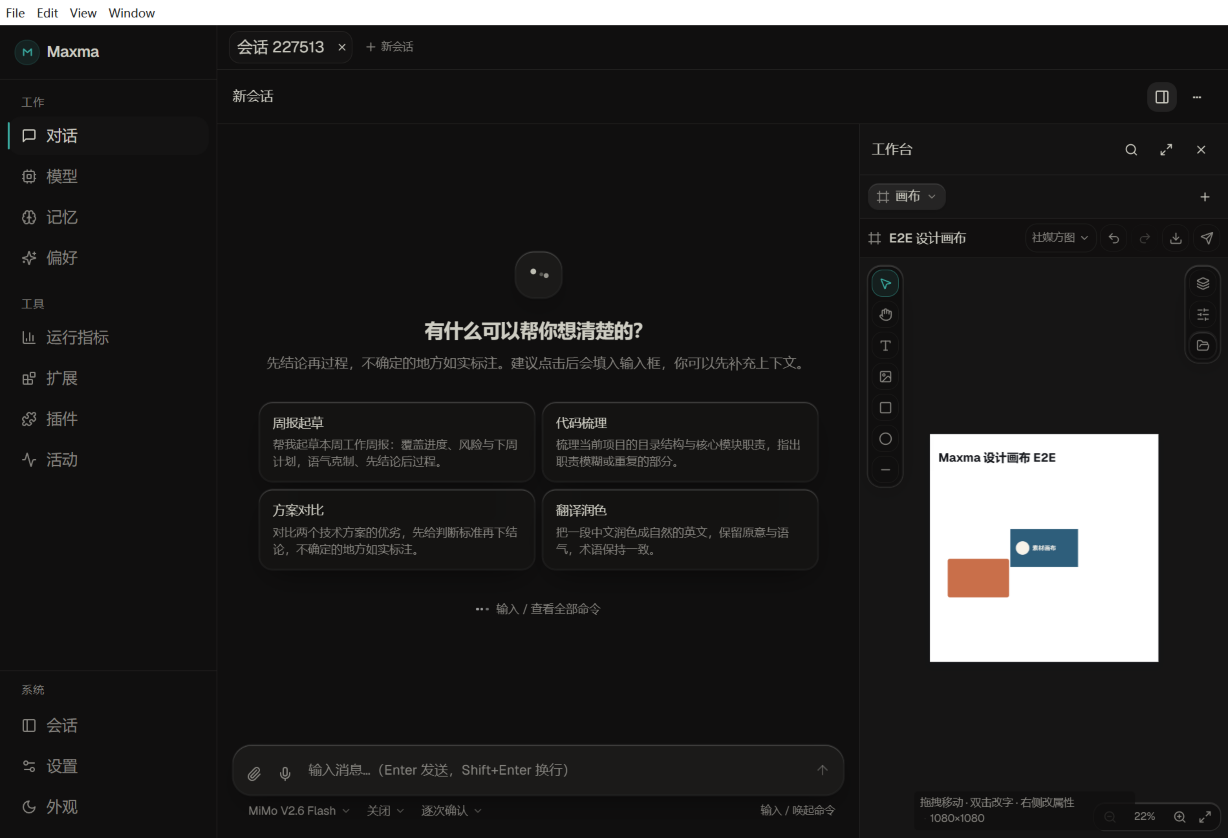 File Edit View Window
M Maxma
工作
对话
模型
记忆
偏好
工具
运行指标
扩展
插件
活动
系统
会话
设置
外观
会话 227513 × + 新会话
新会话
有什么可以帮你想清楚的?
先结论再过程，不确定的地方如实标注。建议点击后会填入输入框，你可以先补充上下文。
周报起草
帮我起草本周工作周报：覆盖进度、风险与下周
计划，语气克制、先结论后过程。
代码梳理
梳理当前项目的目录结构与核心模块职责，指出
职责模糊或重复的部分。
方案对比
对比两个技术方案的优劣，先给判断标准再下结
论，不确定的地方如实标注。
翻译润色
把一段中文润色成自然的英文，保留原意与语
气，术语保持一致。
输入 / 查看全部命令
输入消息...（Enter 发送，Shift+Enter 换行）
MiMo V2.6 Flash 关闭 逐次确认 输入 / 唤起命令
工作台
画布
E2E 设计画布 社媒方图
T
Maxma 设计画布 E2E
素材画布
拖拽移动 · 双击改字 · 右侧改属性
1080×1080
22%